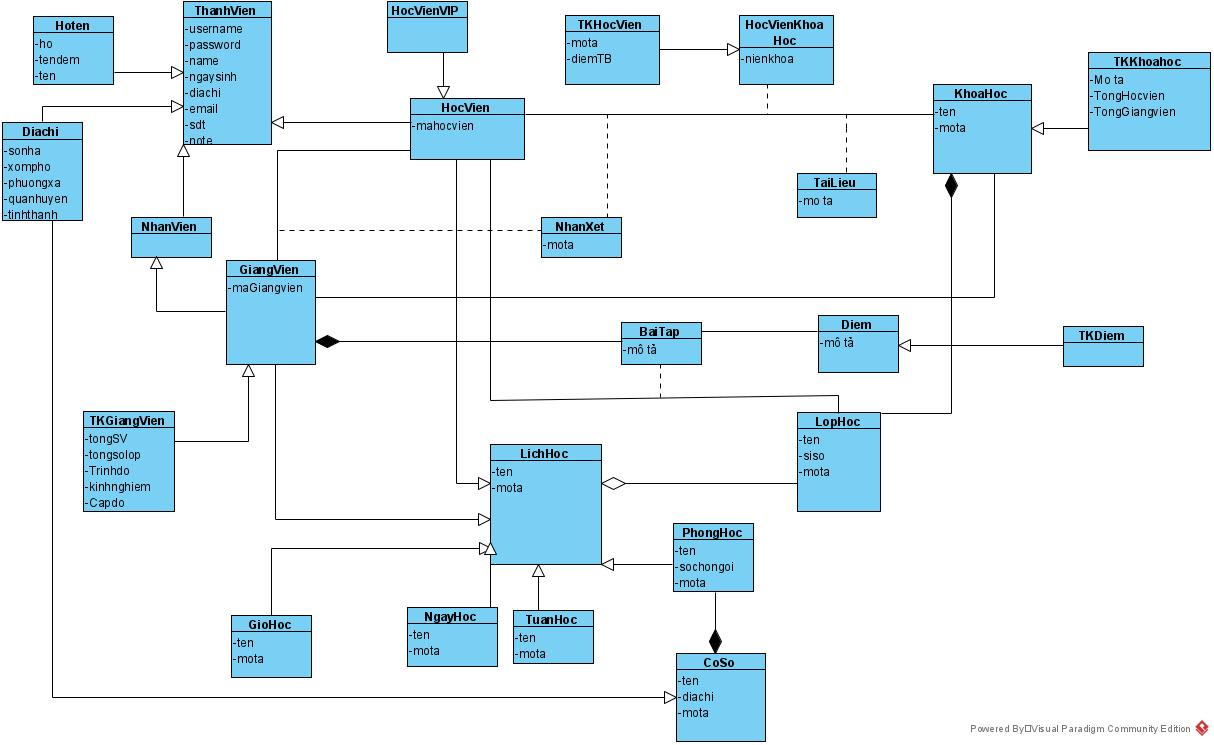 Hoten
-ho
-tendem
-ten
ThanhVien
-username
-password
-name
-ngaysinh
-diachi
-email
-sdt
-note
HocVienVIP
TKHocVien
-mota
-diemTB
HocVienKhoa
Hoc
-nienkhoa
TKKhoahoc
-Mo ta
-TongHocvien
-TongGiangvien
KhoaHoc
-ten
-mota
HocVien
-mahocvien
Diachi
-sonha
-xompho
-phuongxa
-quanhuyen
-tinhthanh
TaiLieu
-mo ta
NhanVien
NhanXet
-mota
GiangVien
-maGiangvien
BaiTap
-mô tả
Diem
-mô tả
TKDiem
TKGiangVien
-tongSV
-tongsolop
-Trinhdo
-kinhnghiem
-Capdo
LopHoc
-ten
-siso
-mota
LichHoc
-ten
-mota
PhongHoc
-ten
-sochongoi
-mota
GioHoc
-ten
-mota
NgayHoc
-ten
-mota
TuanHoc
-ten
-mota
CoSo
-ten
-diachi
-mota
Powered By Visual Paradigm Community Edition